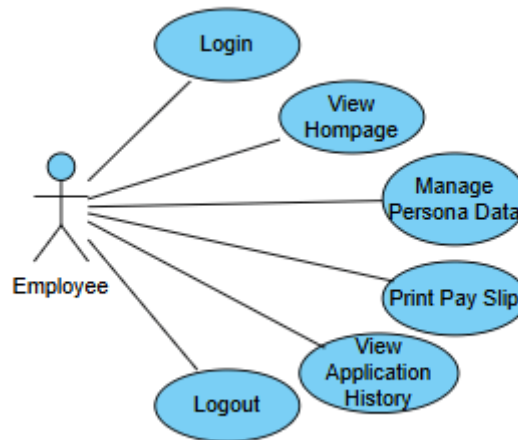 Login
View
Hompage
Manage
Persona Data
Employee
Print Pay Slip
View
Application
History
Logout